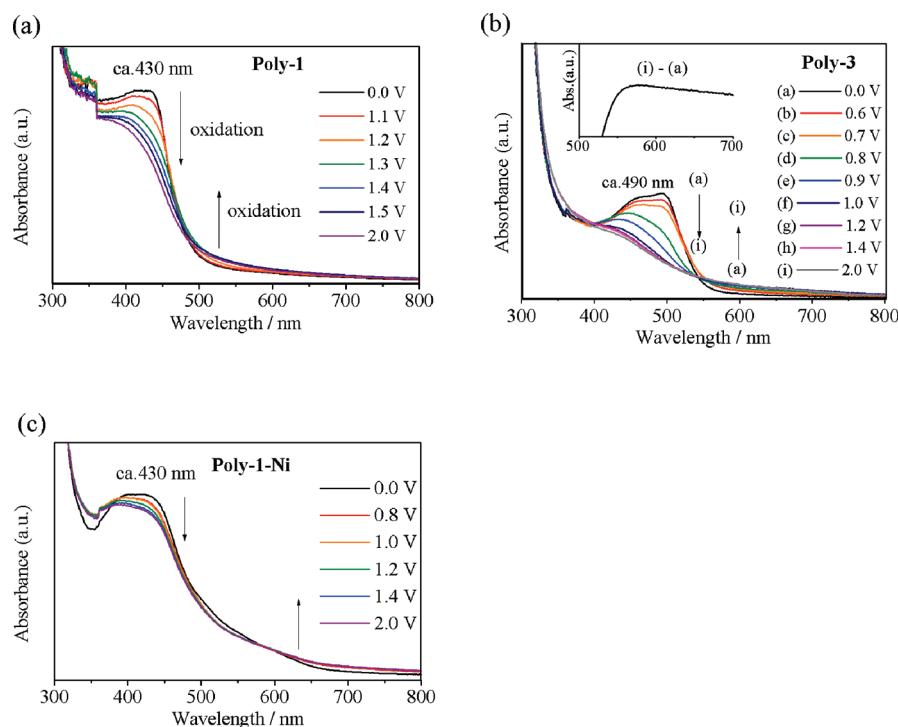 (a)
Poly-1
ca.430 nm
oxidation
oxidation
0.0 V
1.1 V
1.2 V
1.3 V
1.4 V
1.5 V
2.0 V
Absorbance (a.u.)
300 400 500 600 700 800
Wavelength / nm
(b)
Poly-3
Abs.(a.u.)
(i) - (a)
500 600 700
ca.490 nm
(a)
(i)
(i)
(a)
(a) 0.0 V
(b) 0.6 V
(c) 0.7 V
(d) 0.8 V
(e) 0.9 V
(f) 1.0 V
(g) 1.2 V
(h) 1.4 V
(i) 2.0 V
Absorbance (a.u.)
300 400 500 600 700 800
Wavelength / nm
(c)
Poly-1-Ni
ca.430 nm
0.0 V
0.8 V
1.0 V
1.2 V
1.4 V
2.0 V
Absorbance (a.u.)
300 400 500 600 700 800
Wavelength / nm